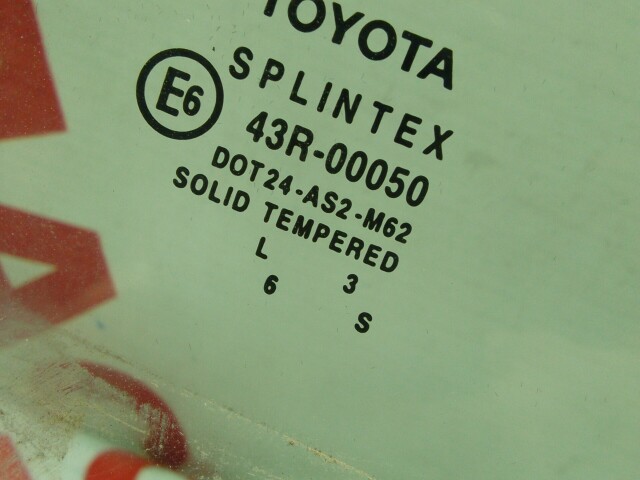 TOYOTA
E6
SPLINTEX
43R-00050
DOT24-AS2-M62
SOLID TEMPERED
L 3
6 S